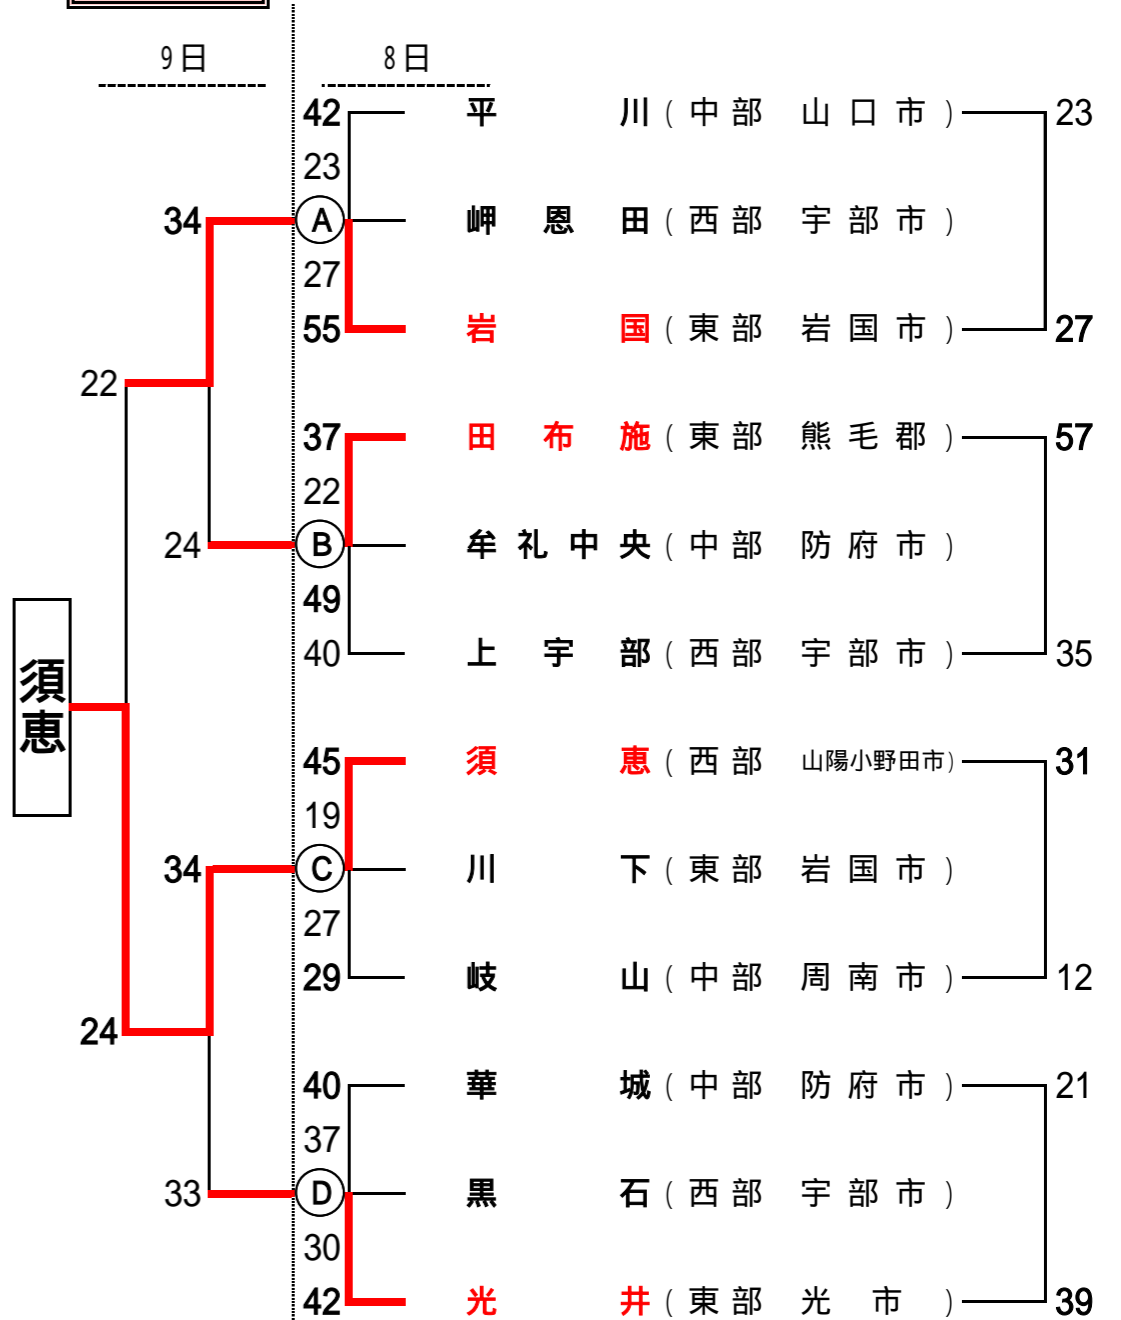 9日 8日
42 平川(中部 山口市) 23
23
34 A 岬恩田(西部 宇部市)
27
55 岩国(東部 岩国市) 27
22
37 田布施(東部 熊毛郡) 57
22
24 B 牟礼中央(中部 防府市)
49
40 上宇部(西部 宇部市) 35
須恵
45 須恵(西部 山陽小野田市) 31
19
34 C 川下(東部 岩国市)
27
29 岐山(中部 周南市) 12
24
40 華城(中部 防府市) 21
37
33 D 黒石(西部 宇部市)
30
42 光井(東部 光市) 39